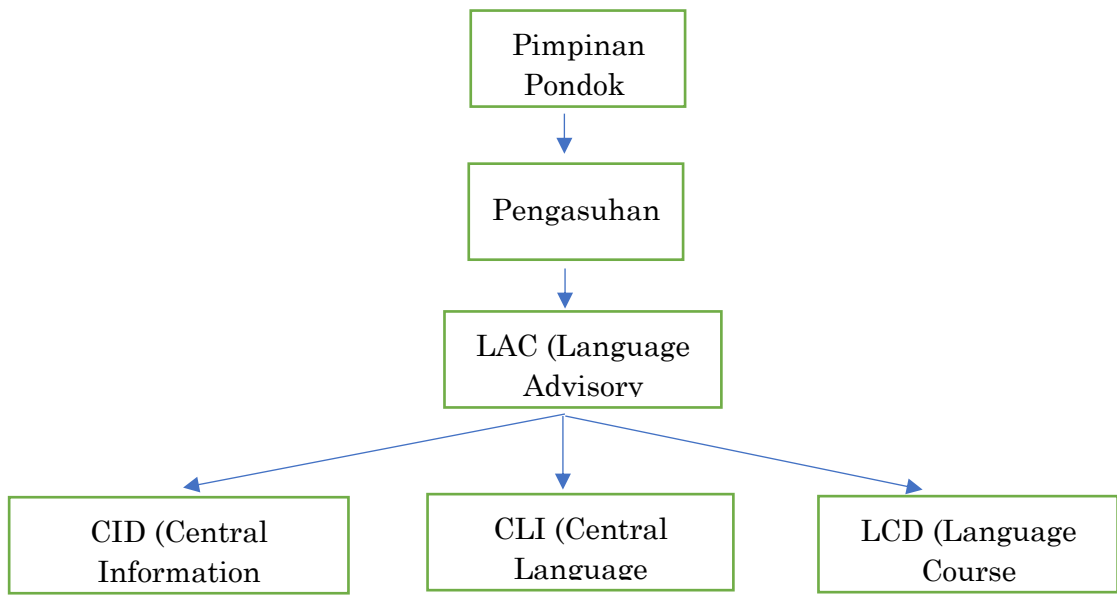 Pimpinan
Pondok
Pengasuhan
LAC (Language
Advisory
CID (Central
Information
CLI (Central
Language
LCD (Language
Course